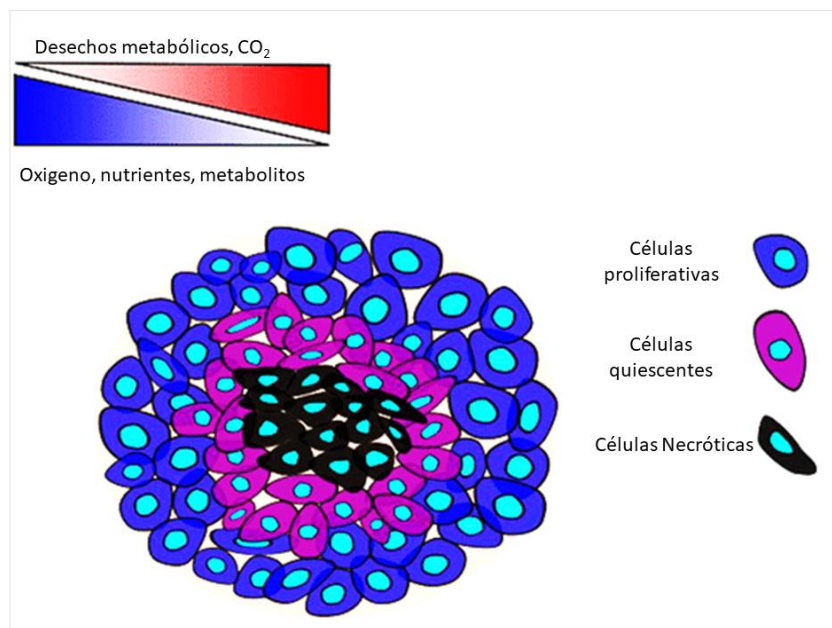 Desechos metabólicos, CO₂
Oxigeno, nutrientes, metabolitos
Células
proliferativas
Células
quiescentes
Células Necróticas